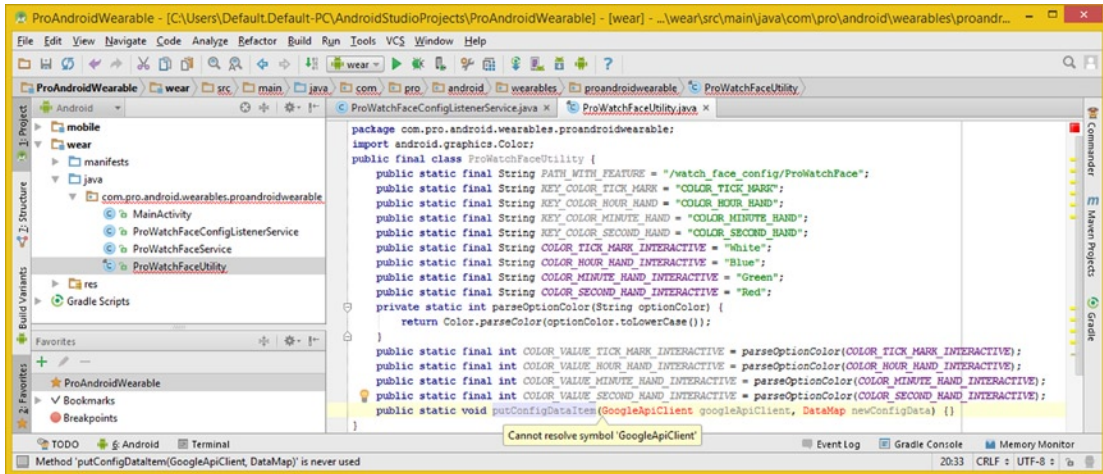 ProAndroidWearable - [C:\Users\Default.Default-PC\AndroidStudioProjects\ProAndroidWearable] - [wear] - ...\wear\src\main\java\com\pro\android\wearables\proandr...
File Edit View Navigate Code Analyze Refactor Build Run Tools VCS Window Help
wear
ProAndroidWearable wear src main java com pro android wearables proandroidwearable ProWatchFaceUtility
1: Project
Android
ProWatchFaceConfigListenerService.java
ProWatchFaceUtility.java
mobile
wear
manifests
java
com.pro.android.wearables.proandroidwearable
MainActivity
ProWatchFaceConfigListenerService
ProWatchFaceService
ProWatchFaceUtility
res
Gradle Scripts
2: Structure
Build Variants
Favorites
ProAndroidWearable
Bookmarks
Breakpoints
2: Favorites
package com.pro.android.wearables.proandroidwearable;
import android.graphics.Color;
public final class ProWatchFaceUtility {
public static final String PATH_WITH_FEATURE = "/watch_face_config/ProWatchFace";
public static final String KEY_COLOR_TICK_MARK = "COLOR_TICK_MARK";
public static final String KEY_COLOR_HOUR_HAND = "COLOR_HOUR_HAND";
public static final String KEY_COLOR_MINUTE_HAND = "COLOR_MINUTE_HAND";
public static final String KEY_COLOR_SECOND_HAND = "COLOR_SECOND_HAND";
public static final String COLOR_TICK_MARK_INTERACTIVE = "White";
public static final String COLOR_HOUR_HAND_INTERACTIVE = "Blue";
public static final String COLOR_MINUTE_HAND_INTERACTIVE = "Green";
public static final String COLOR_SECOND_HAND_INTERACTIVE = "Red";
private static int parseOptionColor(String optionColor) {
return Color.parseColor(optionColor.toLowerCase());
}
public static final int COLOR_VALUE_TICK_MARK_INTERACTIVE = parseOptionColor(COLOR_TICK_MARK_INTERACTIVE);
public static final int COLOR_VALUE_HOUR_HAND_INTERACTIVE = parseOptionColor(COLOR_HOUR_HAND_INTERACTIVE);
public static final int COLOR_VALUE_MINUTE_HAND_INTERACTIVE = parseOptionColor(COLOR_MINUTE_HAND_INTERACTIVE);
public static final int COLOR_VALUE_SECOND_HAND_INTERACTIVE = parseOptionColor(COLOR_SECOND_HAND_INTERACTIVE);
public static void putConfigDataItem(GoogleApiClient googleApiClient, DataMap newConfigData) {}
}
Cannot resolve symbol 'GoogleApiClient'
Commander
Maven Projects
Gradle
TODO 6: Android Terminal Event Log Gradle Console Memory Monitor
Method 'putConfigDataItem(GoogleApiClient, DataMap)' is never used 20:33 CRLF UTF-8